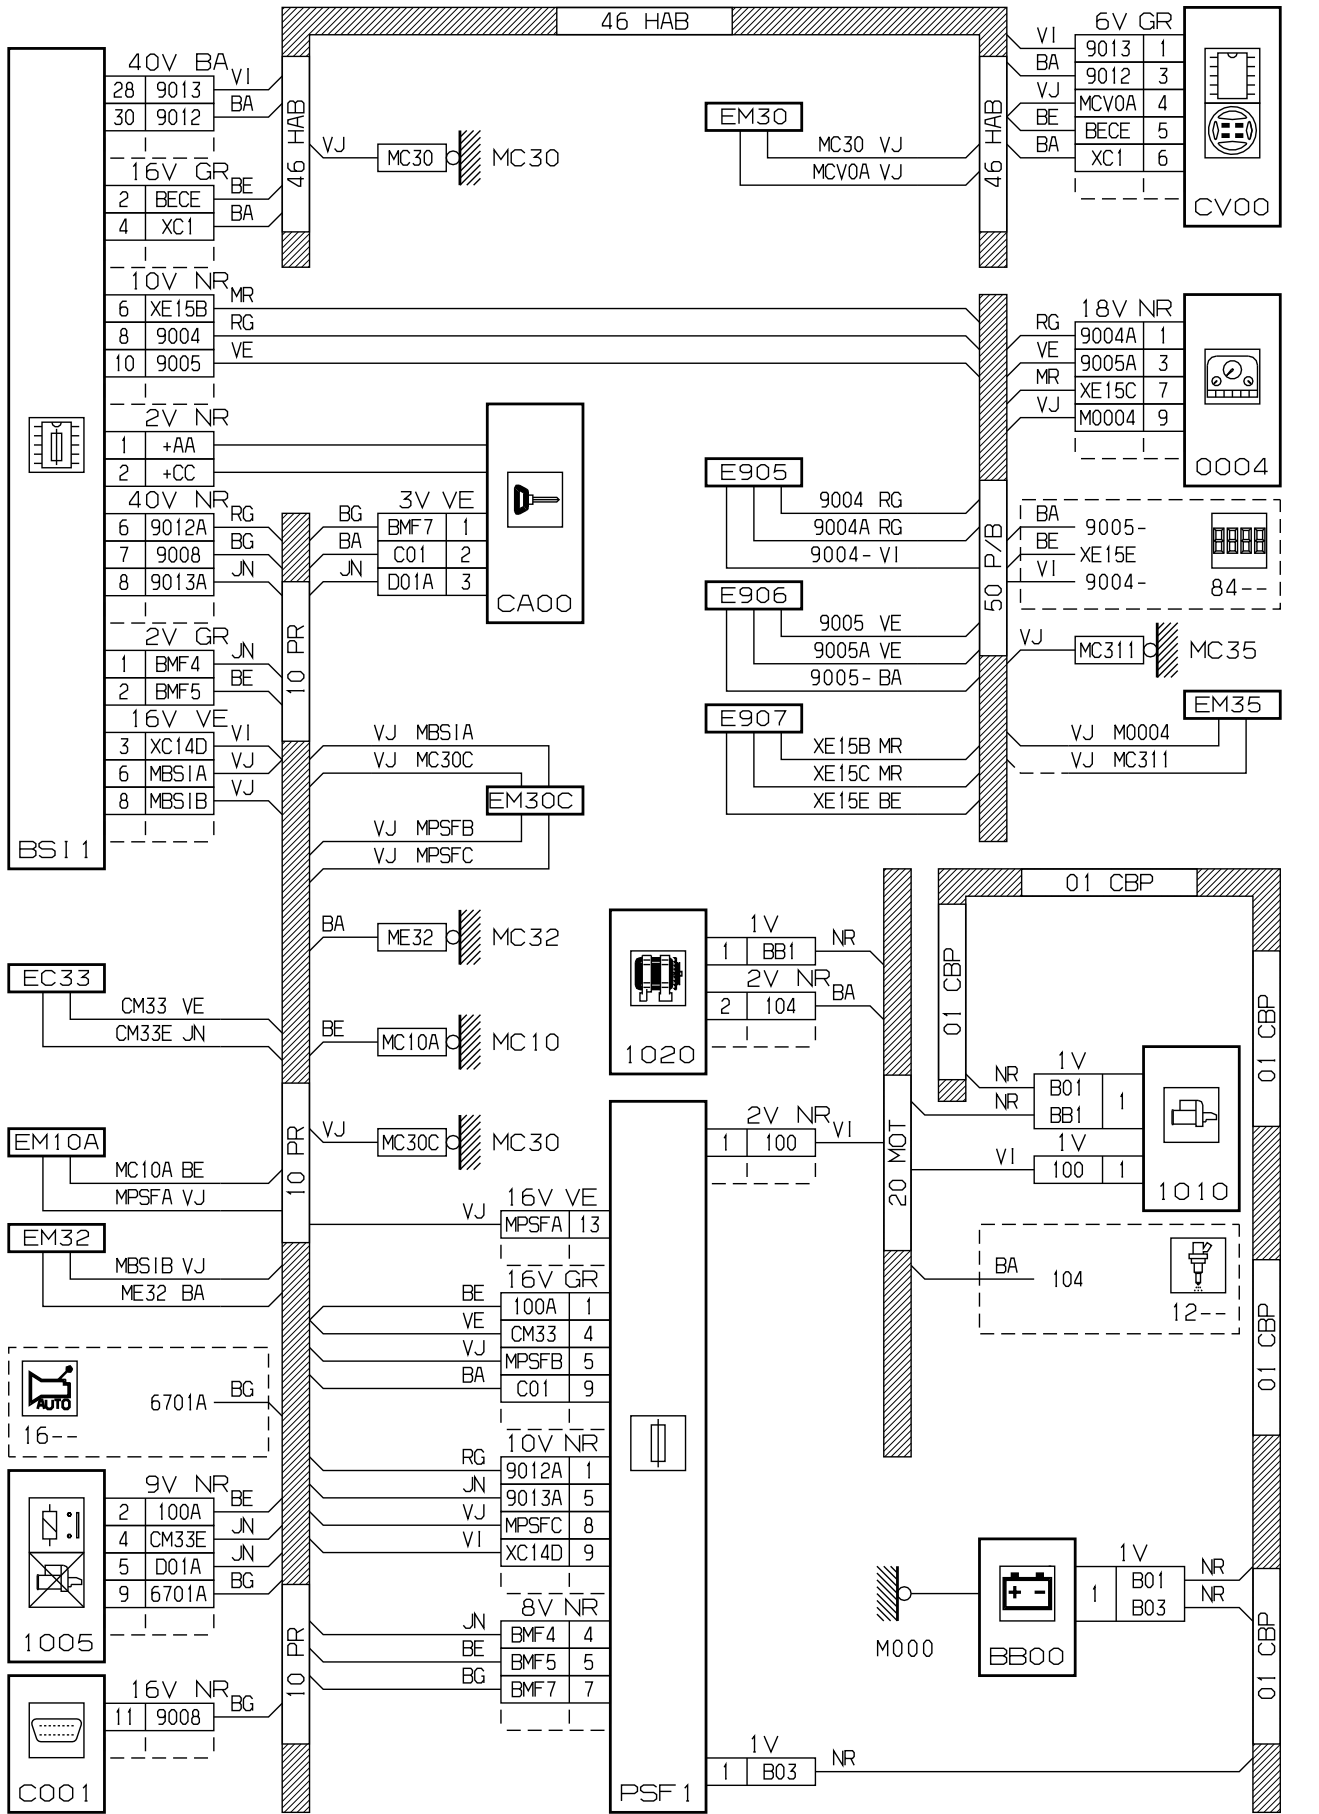 46 HAB
40V BA
28 9013 VI
30 9012 BA
16V GR
2 BECE BE
4 XC1 BA
10V NR
6 XE15B MR
8 9004 RG
10 9005 VE
2V NR
1 +AA
2 +CC
40V NR
6 9012A RG
7 9008 BG
8 9013A JN
2V GR
1 BMF4 JN
2 BMF5 BE
16V VE
3 XC14D VI
6 MBSIA VJ
8 MBSIB VJ
BSI1
46 HAB
VJ MC30 MC30
EM30
MC30 VJ
MCV0A VJ
46 HAB
6V GR
VI 9013 1
BA 9012 3
VJ MCV0A 4
BE BECE 5
BA XC1 6
CV00
18V NR
RG 9004A 1
VE 9005A 3
MR XE15C 7
VJ M0004 9
0004
3V VE
BG BMF7 1
BA C01 2
JN D01A 3
CA00
10 PR
E905
9004 RG
9004A RG
9004- VI
E906
9005 VE
9005A VE
9005- BA
E907
XE15B MR
XE15C MR
XE15E BE
50 P/B
BA 9005-
BE XE15E
VI 9004-
84--
VJ MC311 MC35
EM35
VJ M0004
VJ MC311
VJ MBSIA
VJ MC30C
EM30C
VJ MPSFB
VJ MPSFC
BA ME32 MC32
BE MC10A MC10
VJ MC30C MC30
EC33
CM33 VE
CM33E JN
EM10A
MC10A BE
MPSFA VJ
EM32
MBSIB VJ
ME32 BA
10 PR
AUTO
6701A BG
16--
9V NR
2 100A BE
4 CM33E JN
5 D01A JN
9 6701A BG
1005
16V NR
11 9008 BG
C001
10 PR
1020
1V
1 BB1 NR
2V NR
2 104 BA
2V NR
1 100 VI
16V VE
VJ MPSFA 13
16V GR
BE 100A 1
VE CM33 4
VJ MPSFB 5
BA C01 9
10V NR
RG 9012A 1
JN 9013A 5
VJ MPSFC 8
VI XC14D 9
8V NR
JN BMF4 4
BE BMF5 5
BG BMF7 7
PSF1
1V
1 B03 NR
20 MOT
01 CBP
01 CBP
01 CBP
1V
NR B01
NR BB1 1
1V
VI 100 1
1010
BA 104
12--
01 CBP
M000
BB00
1V
1
B01 NR
B03 NR
01 CBP